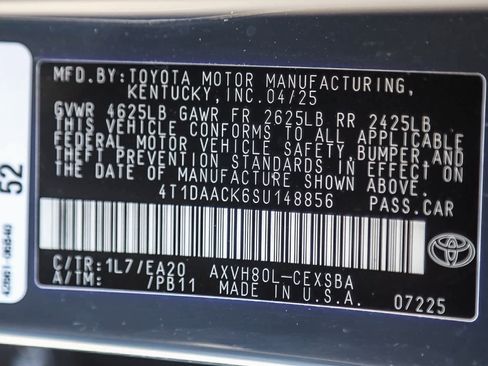 MFD.BY:TOYOTA MOTOR MANUFACTURING,
KENTUCKY,INC.04/25
GVWR 4625LB GAWR FR 2625LB RR 2425LB
THIS VEHICLE CONFORMS TO ALL APPLICABLE
FEDERAL MOTOR VEHICLE SAFETY,BUMPER,AND
THEFT PREVENTION STANDARDS IN EFFECT ON
THE DATE OF MANUFACTURE SHOWN ABOVE.
4T1DAACK6SU148856 PASS.CAR
C/TR:1L7/EA20 AXVH80L-CEXSBA
A/TM: /PB11 MADE IN U.S.A.
07225
TOYOTA
52